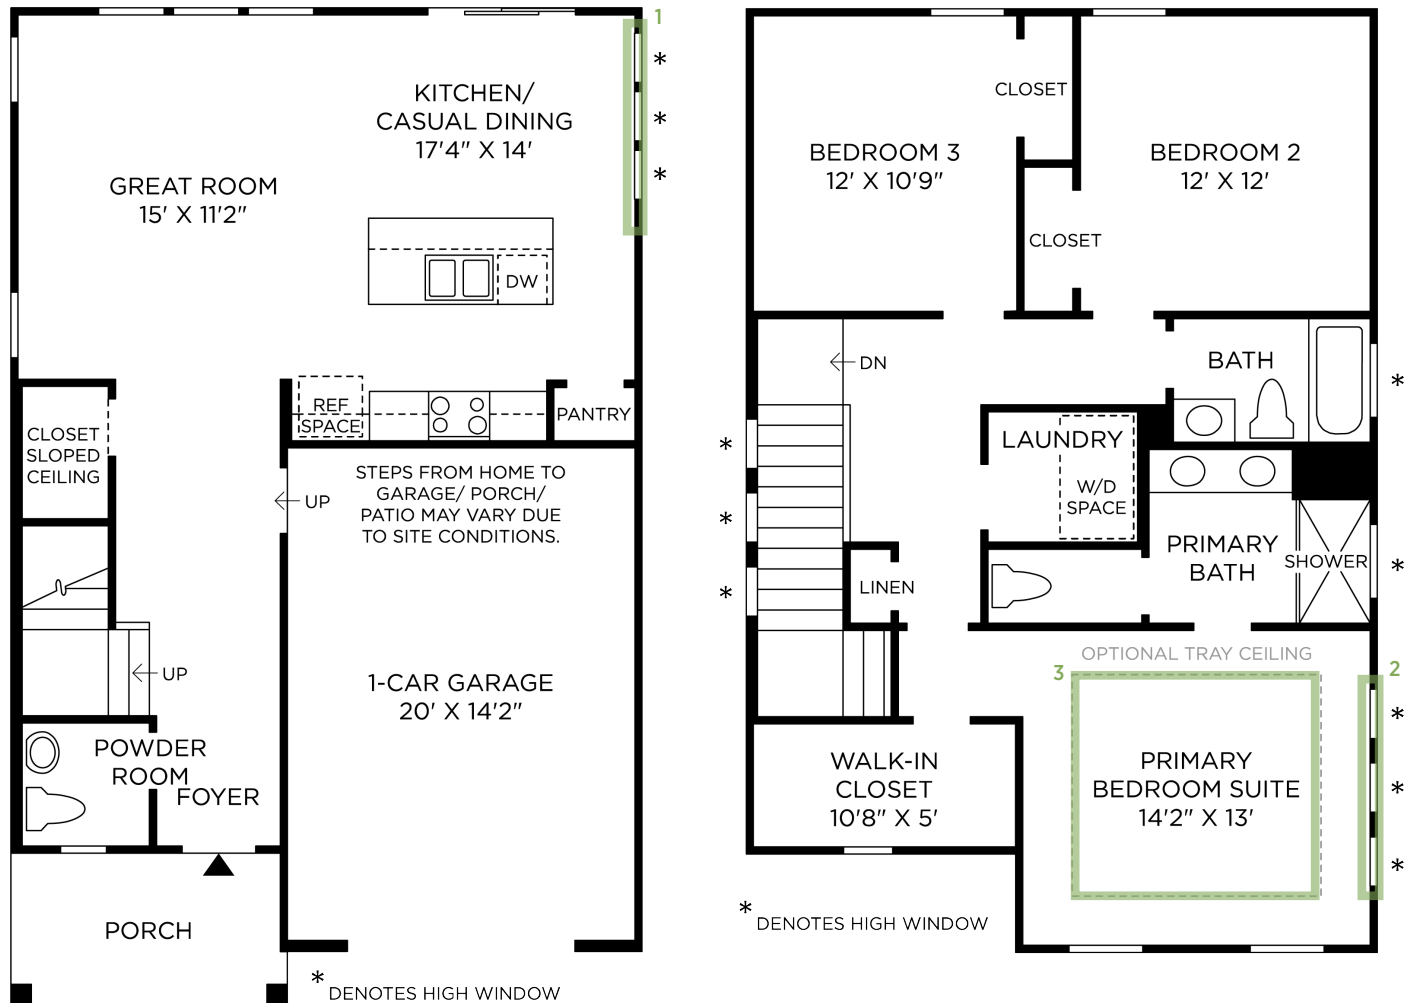 1
*
*
*
KITCHEN/
CASUAL DINING
17'4" X 14'
GREAT ROOM
15' X 11'2"
DW
REF
SPACE
PANTRY
CLOSET
SLOPED
CEILING
STEPS FROM HOME TO
GARAGE/ PORCH/
PATIO MAY VARY DUE
TO SITE CONDITIONS.
UP
UP
1-CAR GARAGE
20' X 14'2"
POWDER
ROOM
FOYER
PORCH
* DENOTES HIGH WINDOW
CLOSET
BEDROOM 3
12' X 10'9"
BEDROOM 2
12' X 12'
CLOSET
DN
BATH
*
LAUNDRY
W/D
SPACE
*
*
*
PRIMARY
BATH
SHOWER
*
LINEN
OPTIONAL TRAY CEILING
3
2
*
*
*
PRIMARY
BEDROOM SUITE
14'2" X 13'
WALK-IN
CLOSET
10'8" X 5'
* DENOTES HIGH WINDOW